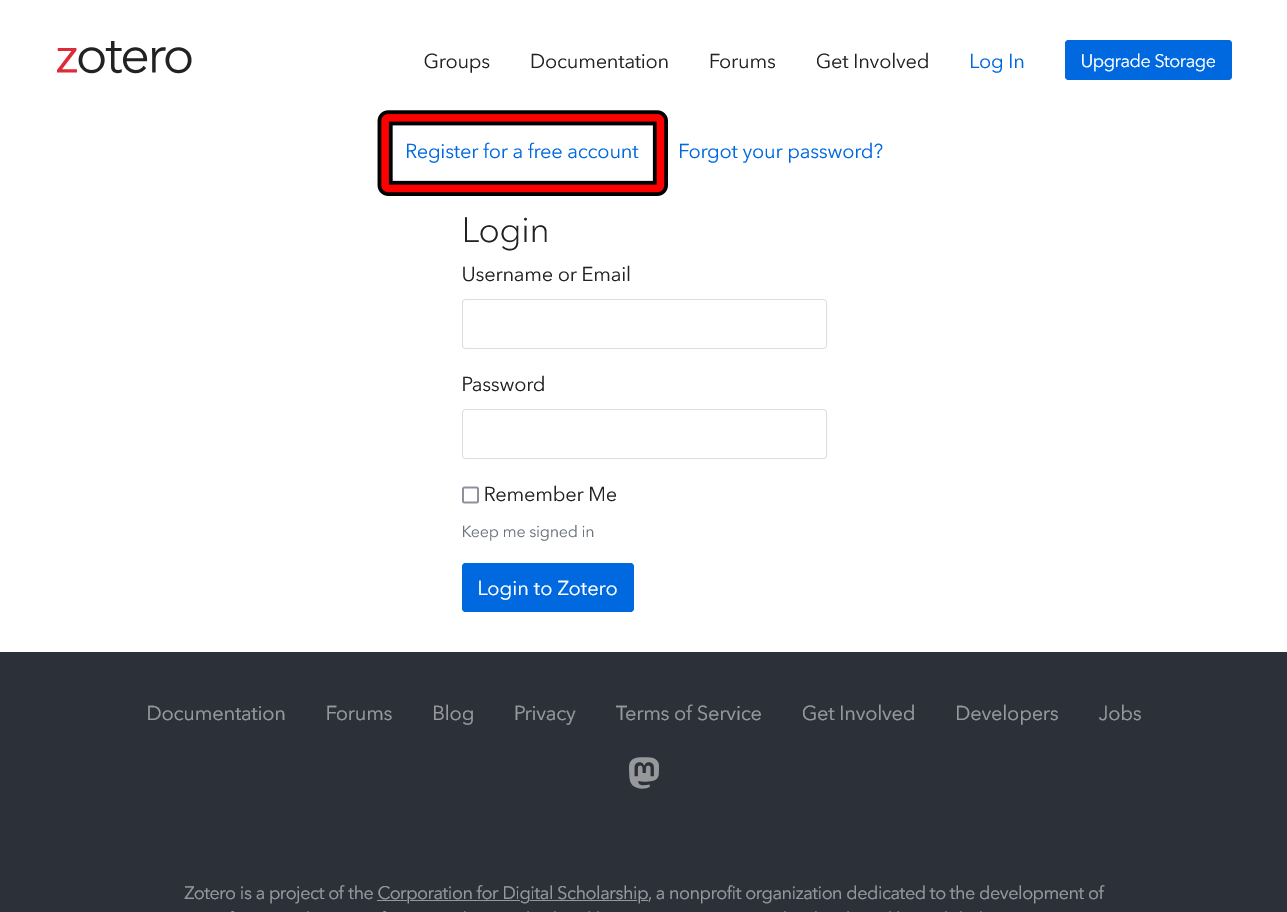 zotero
Groups Documentation Forums Get Involved Log In Upgrade Storage
Register for a free account Forgot your password?
Login
Username or Email
Password
Remember Me
Keep me signed in
Login to Zotero
Documentation Forums Blog Privacy Terms of Service Get Involved Developers Jobs
Zotero is a project of the Corporation for Digital Scholarship, a nonprofit organization dedicated to the development of